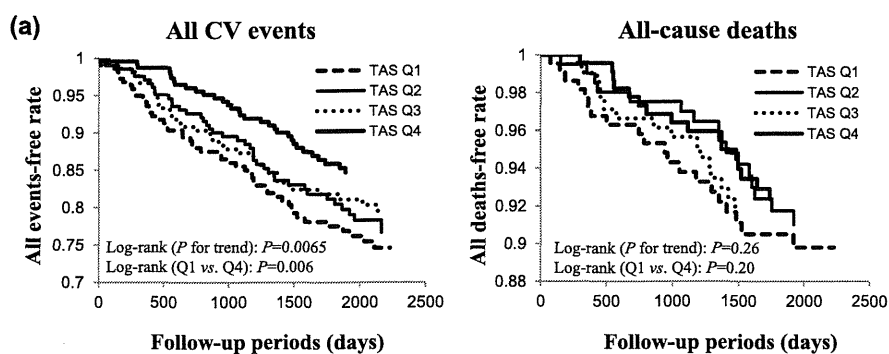 (a)
All CV events
All events-free rate
1
0.95
0.9
0.85
0.8
0.75
0.7
TAS Q1
TAS Q2
TAS Q3
TAS Q4
Log-rank (P for trend): P=0.0065
Log-rank (Q1 vs. Q4): P=0.006
0 500 1000 1500 2000 2500
Follow-up periods (days)
All-cause deaths
All deaths-free rate
1
0.98
0.96
0.94
0.92
0.9
0.88
TAS Q1
TAS Q2
TAS Q3
TAS Q4
Log-rank (P for trend): P=0.26
Log-rank (Q1 vs. Q4): P=0.20
0 500 1000 1500 2000 2500
Follow-up periods (days)